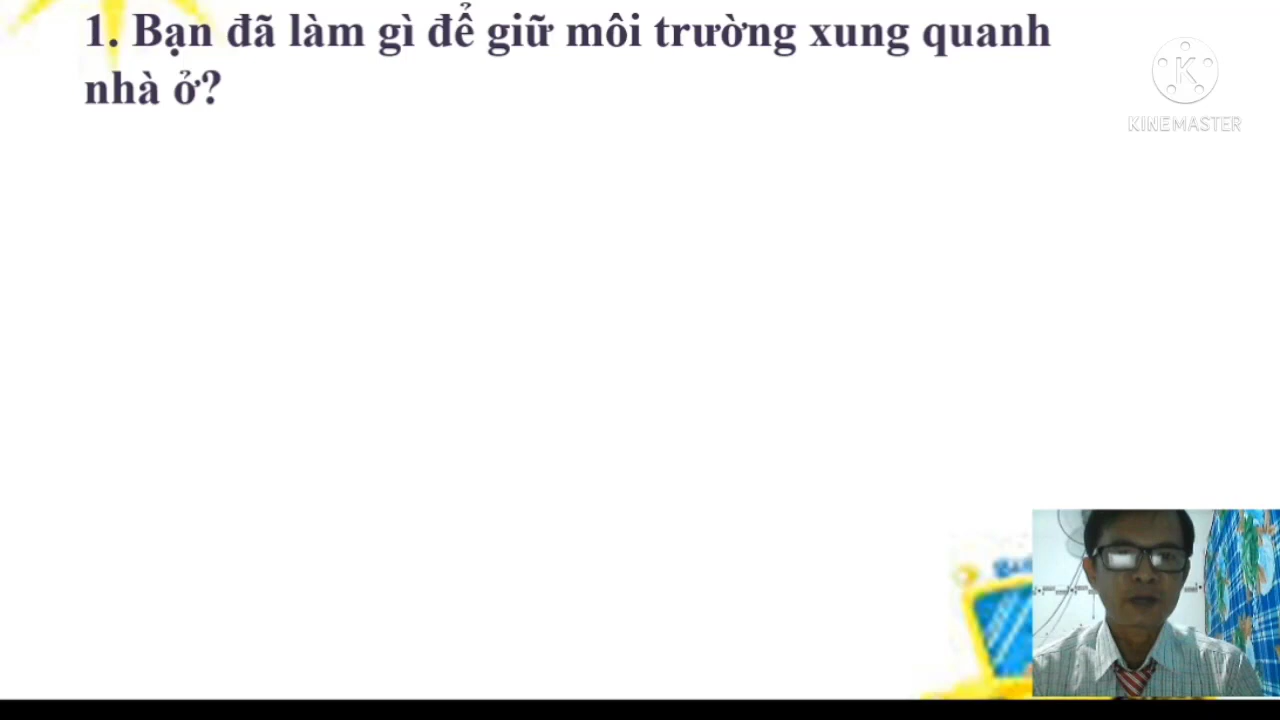 1. Bạn đã làm gì để giữ môi trường xung quanh
nhà ở?
KINEMASTER